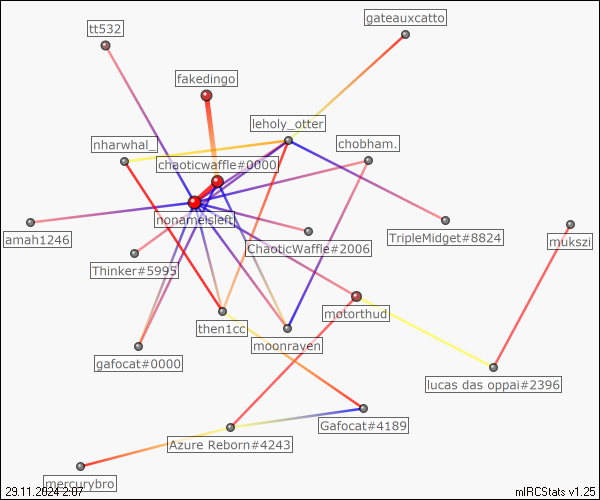 gateauxcatto
tt532
fakedingo
leholy_otter
nharwhal_
chobham.
chaoticwaffle#0000
nonameisleft
amah1246
TripleMidget#8824
mukszi
ChaoticWaffle#2006
Thinker#5995
motorthud
then1cc
moonraven
gafocat#0000
lucas das oppai#2396
Gafocat#4189
Azure Reborn#4243
mercurybro
29.11.2024 2:07
mIRCStats v1.25